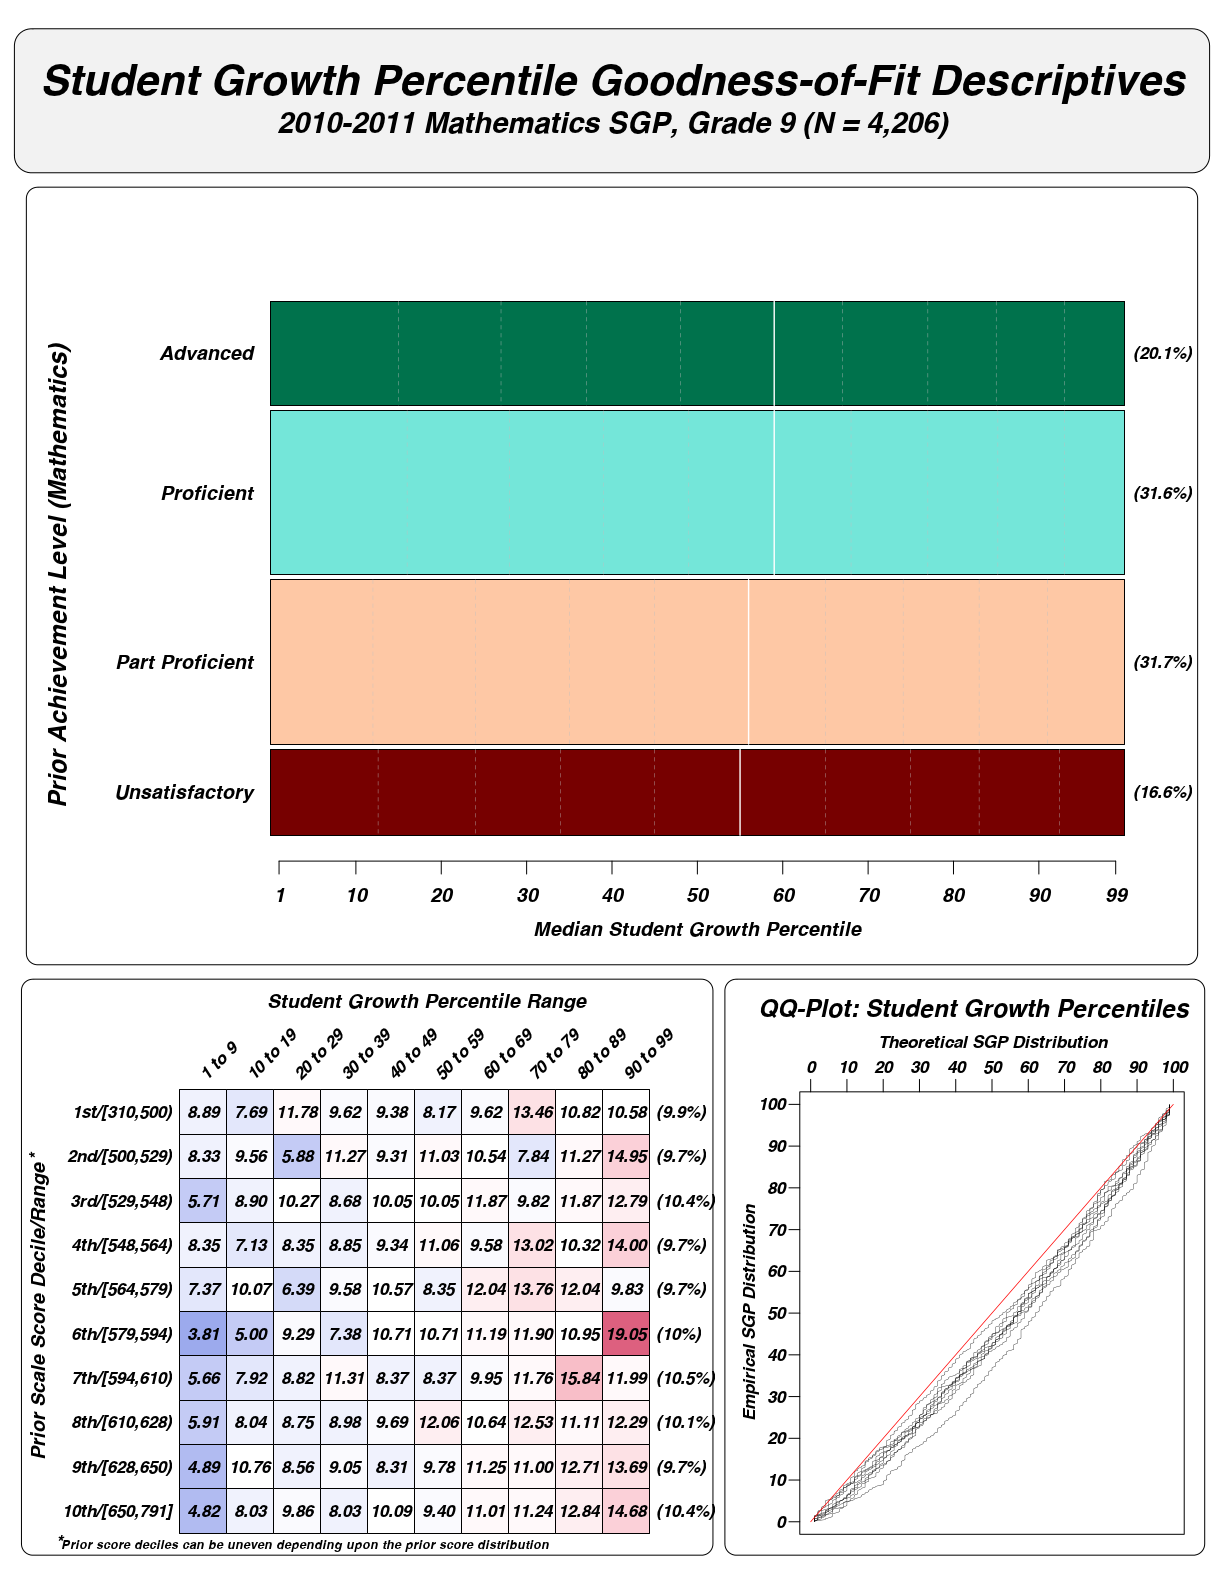 Student Growth Percentile Goodness-of-Fit Descriptives
2010-2011 Mathematics SGP, Grade 9 (N = 4,206)
Prior Achievement Level (Mathematics)
Advanced (20.1%)
Proficient (31.6%)
Part Proficient (31.7%)
Unsatisfactory (16.6%)
1 10 20 30 40 50 60 70 80 90 99
Median Student Growth Percentile
Student Growth Percentile Range
1 to 9 10 to 19 20 to 29 30 to 39 40 to 49 50 to 59 60 to 69 70 to 79 80 to 89 90 to 99
Prior Scale Score Decile/Range*
1st/[310,500) 8.89 7.69 11.78 9.62 9.38 8.17 9.62 13.46 10.82 10.58 (9.9%)
2nd/[500,529) 8.33 9.56 5.88 11.27 9.31 11.03 10.54 7.84 11.27 14.95 (9.7%)
3rd/[529,548) 5.71 8.90 10.27 8.68 10.05 10.05 11.87 9.82 11.87 12.79 (10.4%)
4th/[548,564) 8.35 7.13 8.35 8.85 9.34 11.06 9.58 13.02 10.32 14.00 (9.7%)
5th/[564,579) 7.37 10.07 6.39 9.58 10.57 8.35 12.04 13.76 12.04 9.83 (9.7%)
6th/[579,594) 3.81 5.00 9.29 7.38 10.71 10.71 11.19 11.90 10.95 19.05 (10%)
7th/[594,610) 5.66 7.92 8.82 11.31 8.37 8.37 9.95 11.76 15.84 11.99 (10.5%)
8th/[610,628) 5.91 8.04 8.75 8.98 9.69 12.06 10.64 12.53 11.11 12.29 (10.1%)
9th/[628,650) 4.89 10.76 8.56 9.05 8.31 9.78 11.25 11.00 12.71 13.69 (9.7%)
10th/[650,791] 4.82 8.03 9.86 8.03 10.09 9.40 11.01 11.24 12.84 14.68 (10.4%)
*Prior score deciles can be uneven depending upon the prior score distribution
QQ-Plot: Student Growth Percentiles
Theoretical SGP Distribution
0 10 20 30 40 50 60 70 80 90 100
Empirical SGP Distribution
100
90
80
70
60
50
40
30
20
10
0